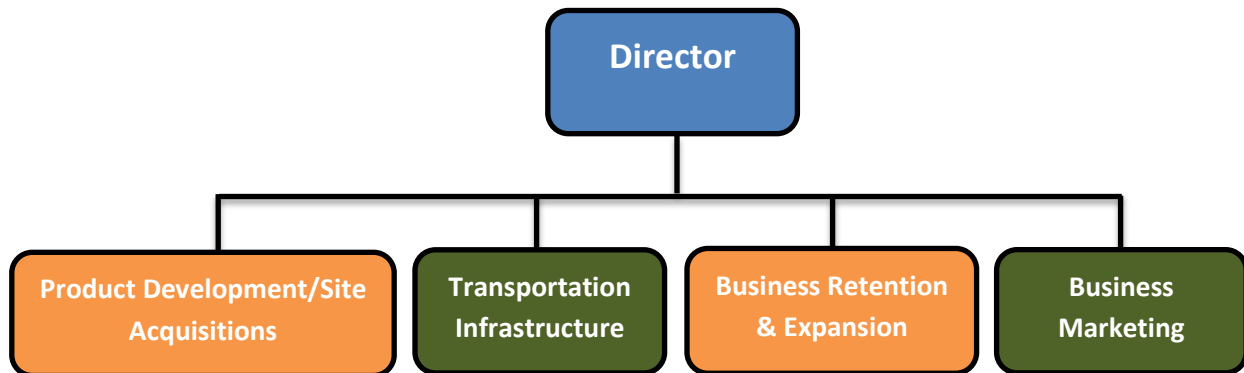 Director
Product Development/Site
Acquisitions
Transportation
Infrastructure
Business Retention
& Expansion
Business
Marketing